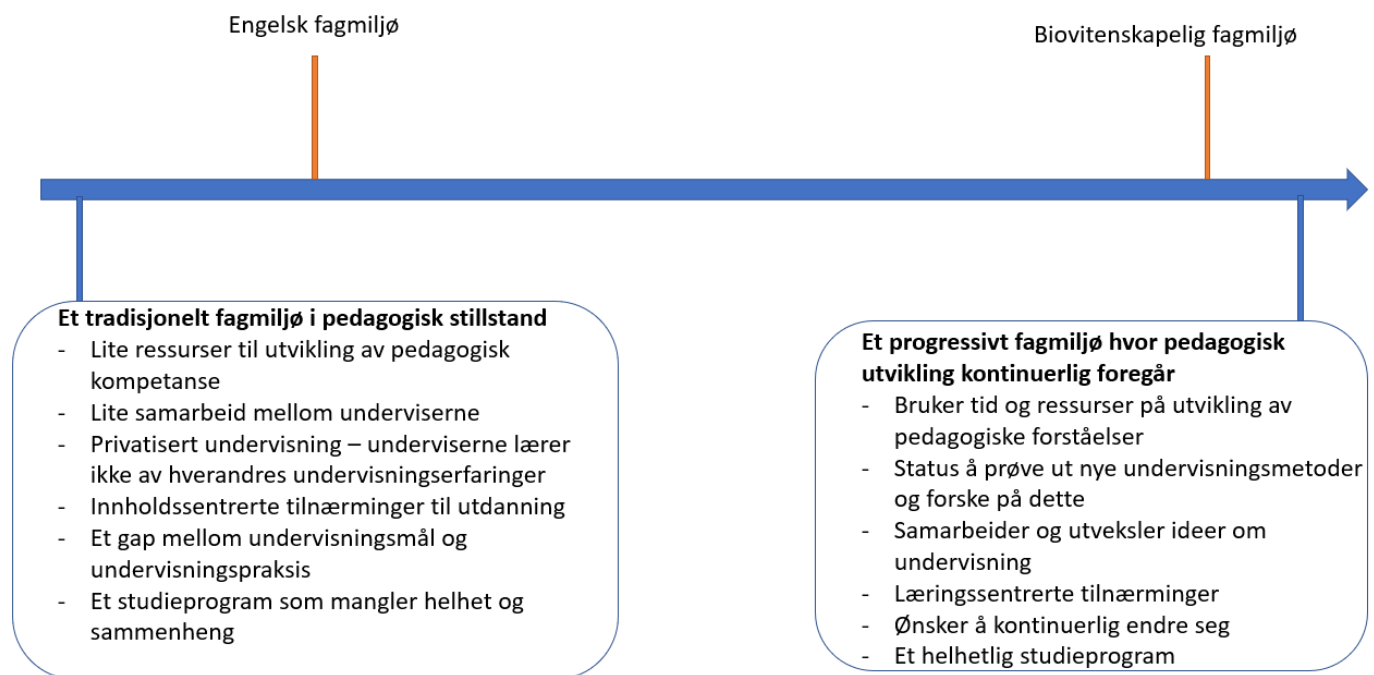 Engelsk fagmiljø
Biovitenskapelig fagmiljø
Et tradisjonelt fagmiljø i pedagogisk stillstand
- Lite ressurser til utvikling av pedagogisk
kompetanse
- Lite samarbeid mellom underviserne
- Privatisert undervisning – underviserne lærer
ikke av hverandres undervisningserfaringer
- Innholdssentrerte tilnærminger til utdanning
- Et gap mellom undervisningsmål og
undervisningspraksis
- Et studieprogram som mangler helhet og
sammenheng
Et progressivt fagmiljø hvor pedagogisk
utvikling kontinuerlig foregår
- Bruker tid og ressurser på utvikling av
pedagogiske forståelser
- Status å prøve ut nye undervisningsmetoder
og forske på dette
- Samarbeider og utveksler ideer om
undervisning
- Læringssentrerte tilnærminger
- Ønsker å kontinuerlig endre seg
- Et helhetlig studieprogram